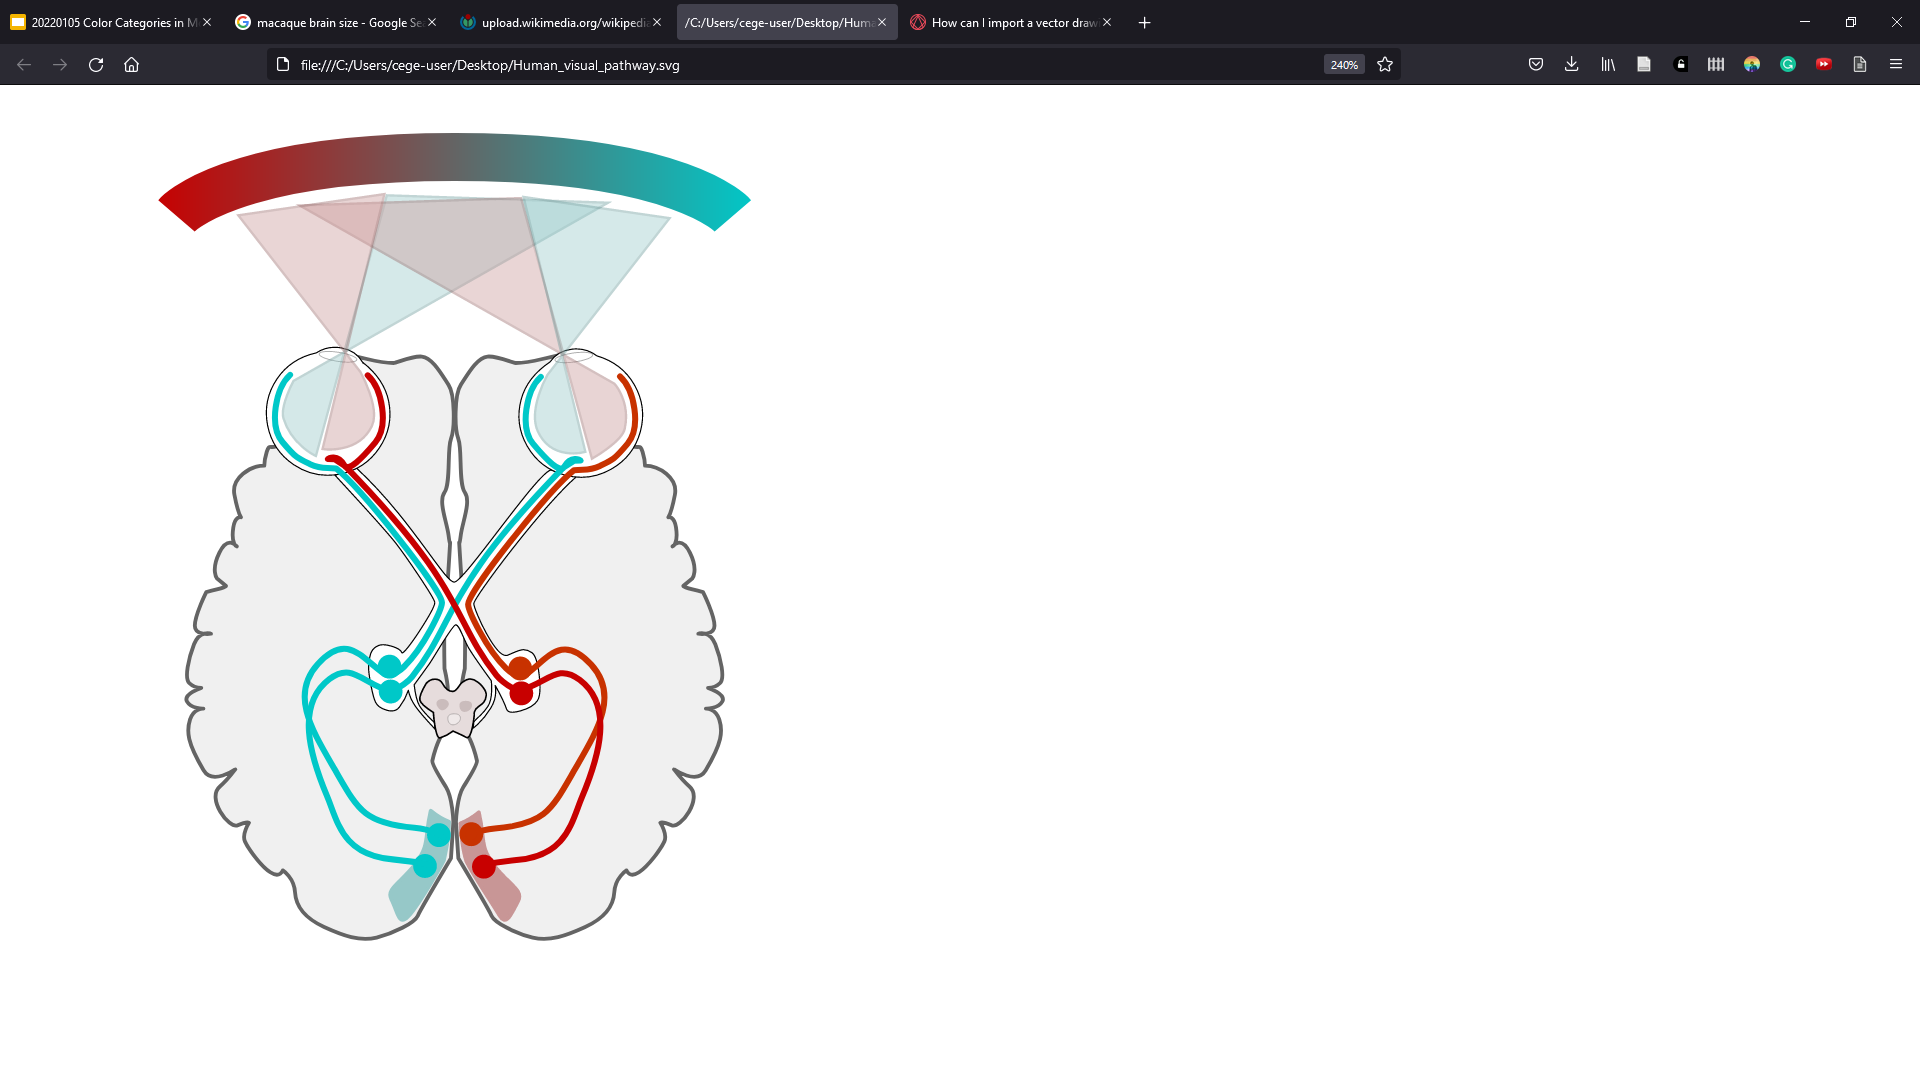 20220105 Color Categories in M
macaque brain size - Google Se
upload.wikimedia.org/wikipedi
/C:/Users/cege-user/Desktop/Hum
How can I import a vector draw
file:///C:/Users/cege-user/Desktop/Human_visual_pathway.svg
240%